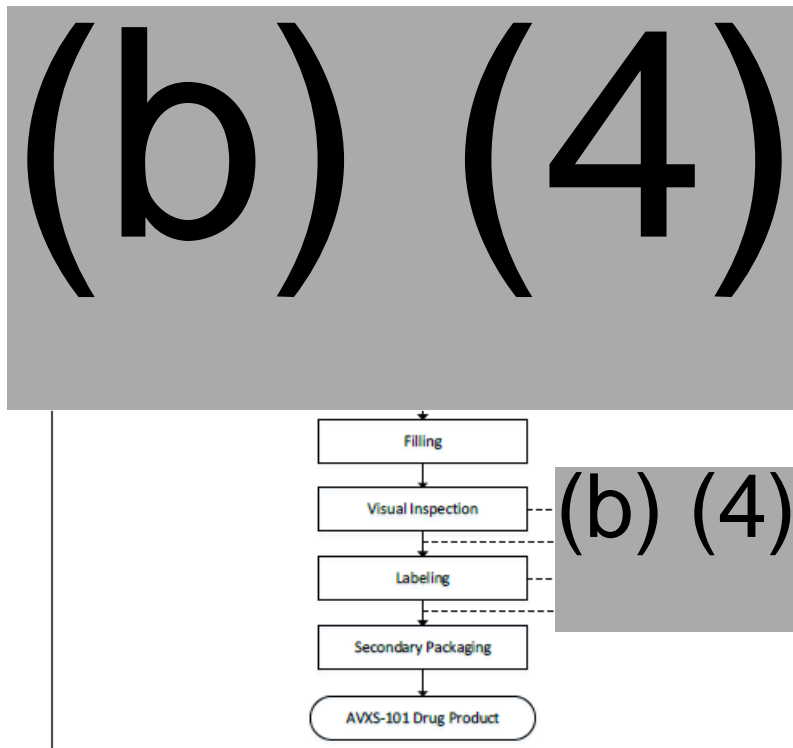 (b) (4)
Filling
Visual Inspection
(b) (4)
Labeling
Secondary Packaging
AVXS-101 Drug Product